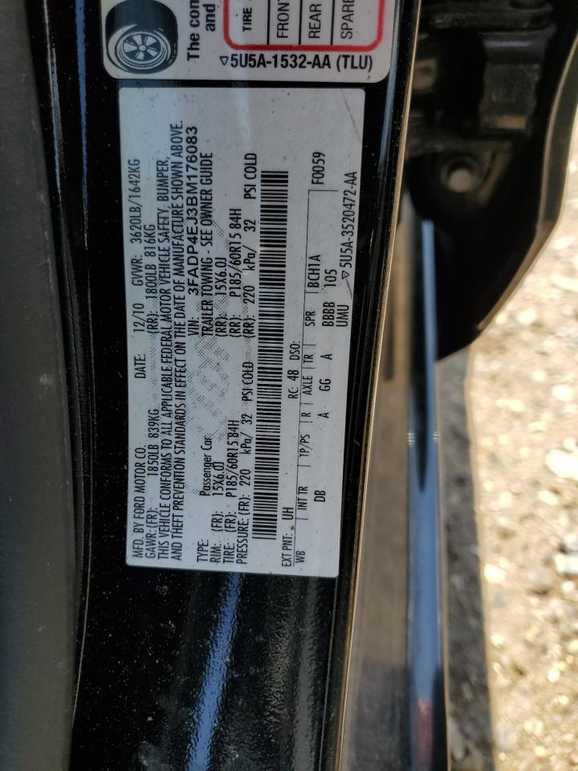 The con
and
TIRE
FRONT
REAR
SPARE
▽5U5A-1532-AA (TLU)
MFD. BY FORD MOTOR CO.
DATE: 12/10 GVWR: 3620LB/1642KG
GAWR: (FR): 1850LB 839KG (RR): 1800LB 816KG
THIS VEHICLE CONFORMS TO ALL APPLICABLE FEDERAL MOTOR VEHICLE SAFETY, BUMPER,
AND THEFT PREVENTION STANDARDS IN EFFECT ON THE DATE OF MANUFACTURE SHOWN ABOVE.
VIN: 3FADP4EJ3BM176083
TYPE: Passenger Car TRAILER TOWING - SEE OWNER GUIDE
RIM: (FR): 15X6.0J (RR): 15X6.0J
TIRE: (FR): P185/60R15 84H (RR): P185/60R15 84H
PRESSURE: (FR): 220 kPa/ 32 PSI COLD (RR): 220 kPa/ 32 PSI COLD
EXT PNT: UH RC: 48 DSO: BCH1A F0059
WB INT TR TP/PS R AXLE TR SPR
DB A GG A BBBB 105
UMU ▽5U5A-3520472-AA